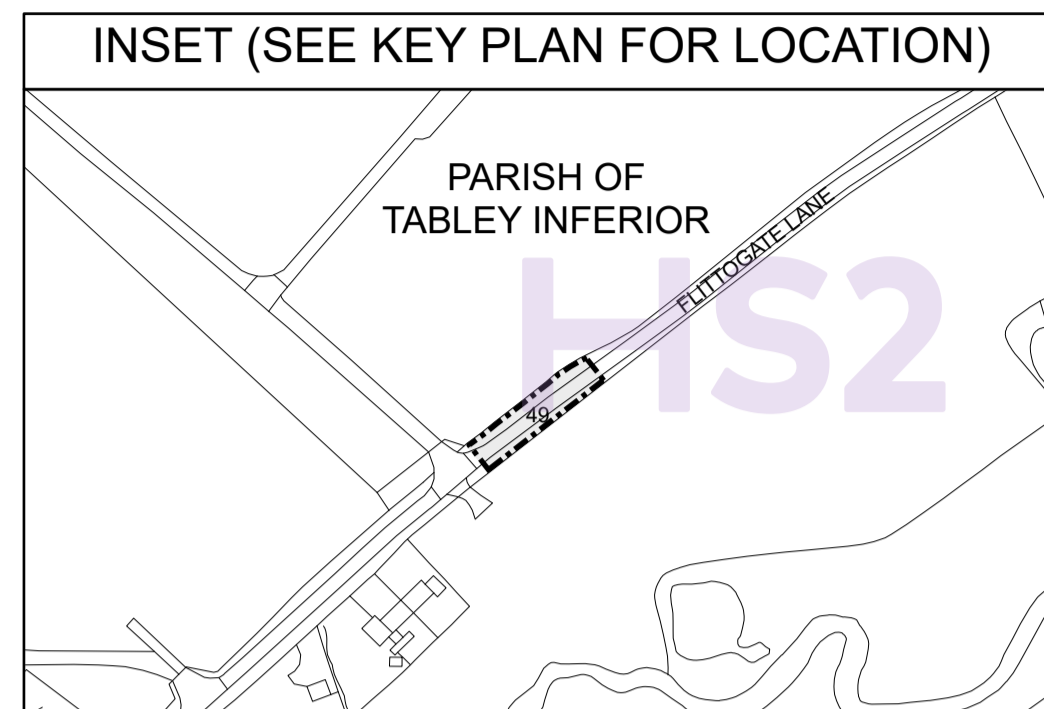 INSET (SEE KEY PLAN FOR LOCATION)
PARISH OF
TABLEY INFERIOR
FLITTOGATE LANE
HS2
49